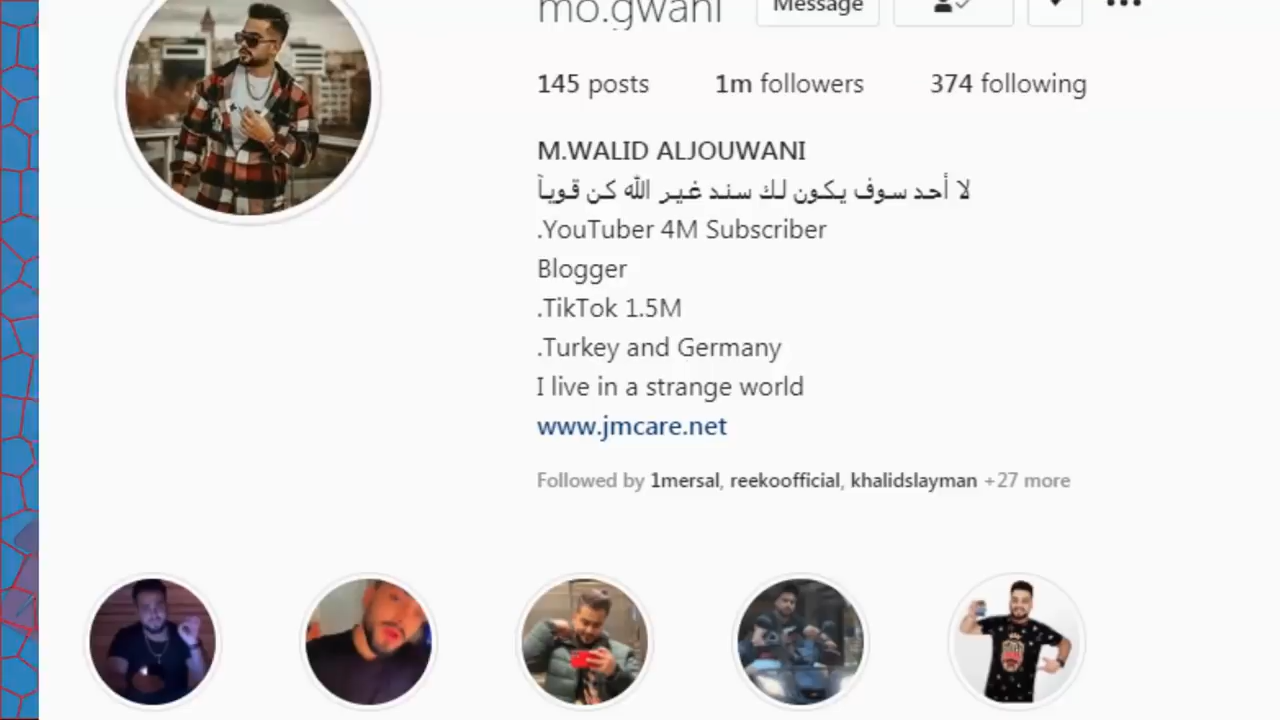 mo.gwani Message
145 posts 1m followers 374 following
M.WALID ALJOUWANI
لا أحد سوف يكون لك سند غير الله كن قوياً
.YouTuber 4M Subscriber
Blogger
.TikTok 1.5M
.Turkey and Germany
I live in a strange world
www.jmcare.net
Followed by 1mersal, reekoofficial, khalidslayman +27 more